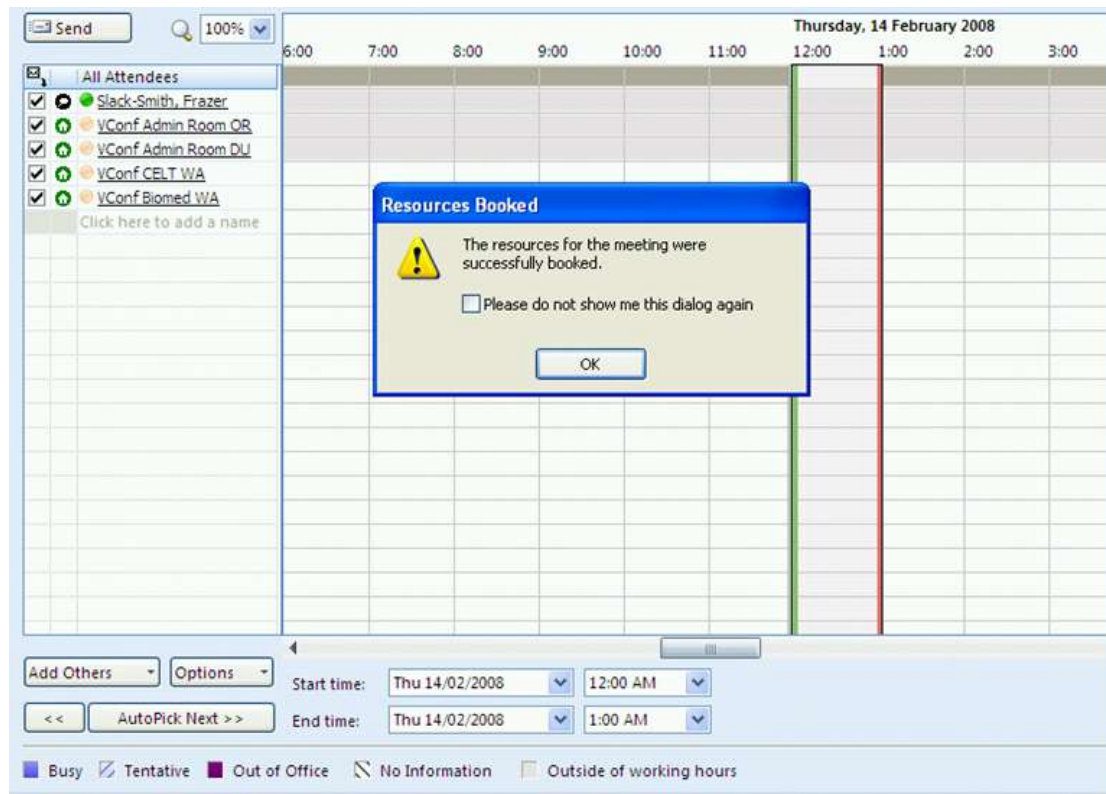 Send
100%
Thursday, 14 February 2008
6:00 7:00 8:00 9:00 10:00 11:00 12:00 1:00 2:00 3:00
All Attendees
Slack-Smith, Frazer
VConf Admin Room OR
VConf Admin Room DU
VConf CELT WA
VConf Biomed WA
Click here to add a name
Resources Booked
The resources for the meeting were
successfully booked.
Please do not show me this dialog again
OK
Add Others Options
Start time: Thu 14/02/2008 12:00 AM
<< AutoPick Next >>
End time: Thu 14/02/2008 1:00 AM
Busy Tentative Out of Office No Information Outside of working hours